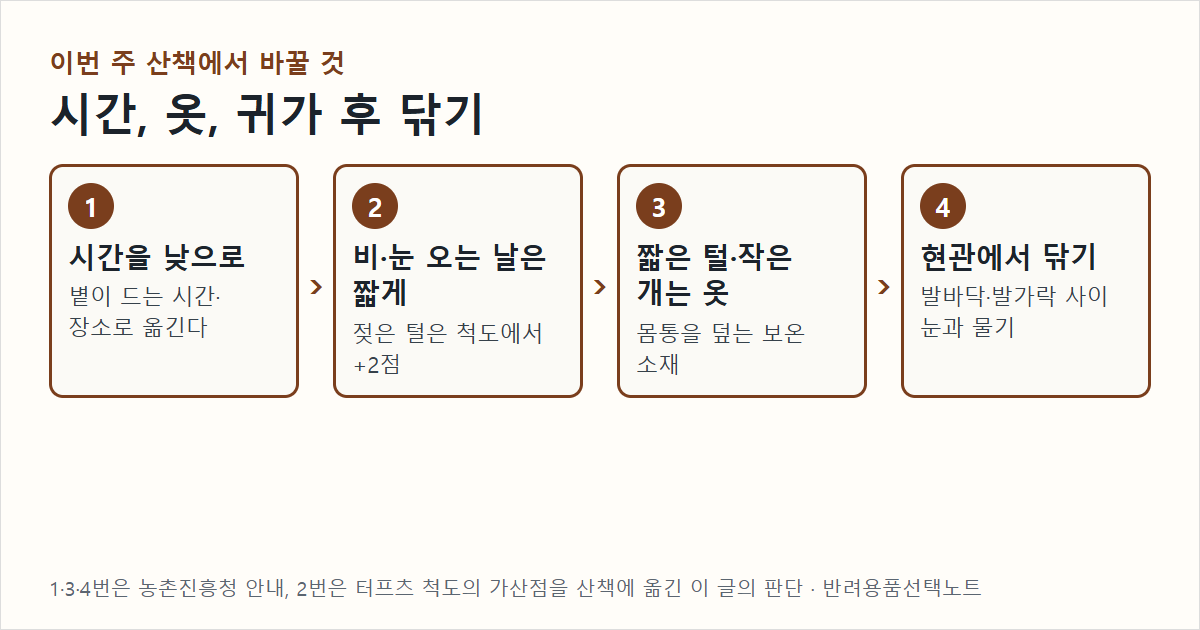 이번 주 산책에서 바꿀 것
시간, 옷, 귀가 후 닦기
1
시간을 낮으로
볕이 드는 시간·
장소로 옮긴다
›
2
비·눈 오는 날은
짧게
젖은 털은 척도에서
+2점
›
3
짧은 털·작은
개는 옷
몸통을 덮는 보온
소재
›
4
현관에서 닦기
발바닥·발가락 사이
눈과 물기
1·3·4번은 농촌진흥청 안내, 2번은 터프츠 척도의 가산점을 산책에 옮긴 이 글의 판단 · 반려용품선택노트